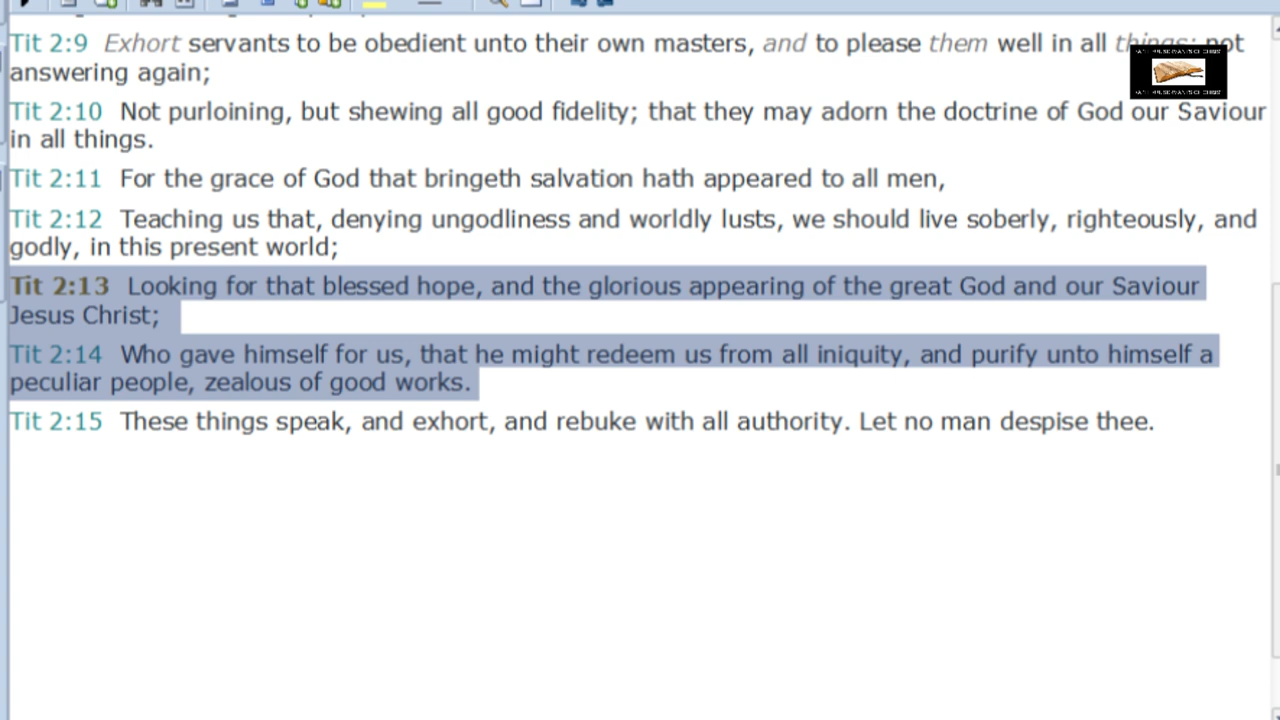 Tit 2:9 Exhort servants to be obedient unto their own masters, and to please them well in all things; not
answering again;
Tit 2:10 Not purloining, but shewing all good fidelity; that they may adorn the doctrine of God our Saviour
in all things.
Tit 2:11 For the grace of God that bringeth salvation hath appeared to all men,
Tit 2:12 Teaching us that, denying ungodliness and worldly lusts, we should live soberly, righteously, and
godly, in this present world;
Tit 2:13 Looking for that blessed hope, and the glorious appearing of the great God and our Saviour
Jesus Christ;
Tit 2:14 Who gave himself for us, that he might redeem us from all iniquity, and purify unto himself a
peculiar people, zealous of good works.
Tit 2:15 These things speak, and exhort, and rebuke with all authority. Let no man despise thee.